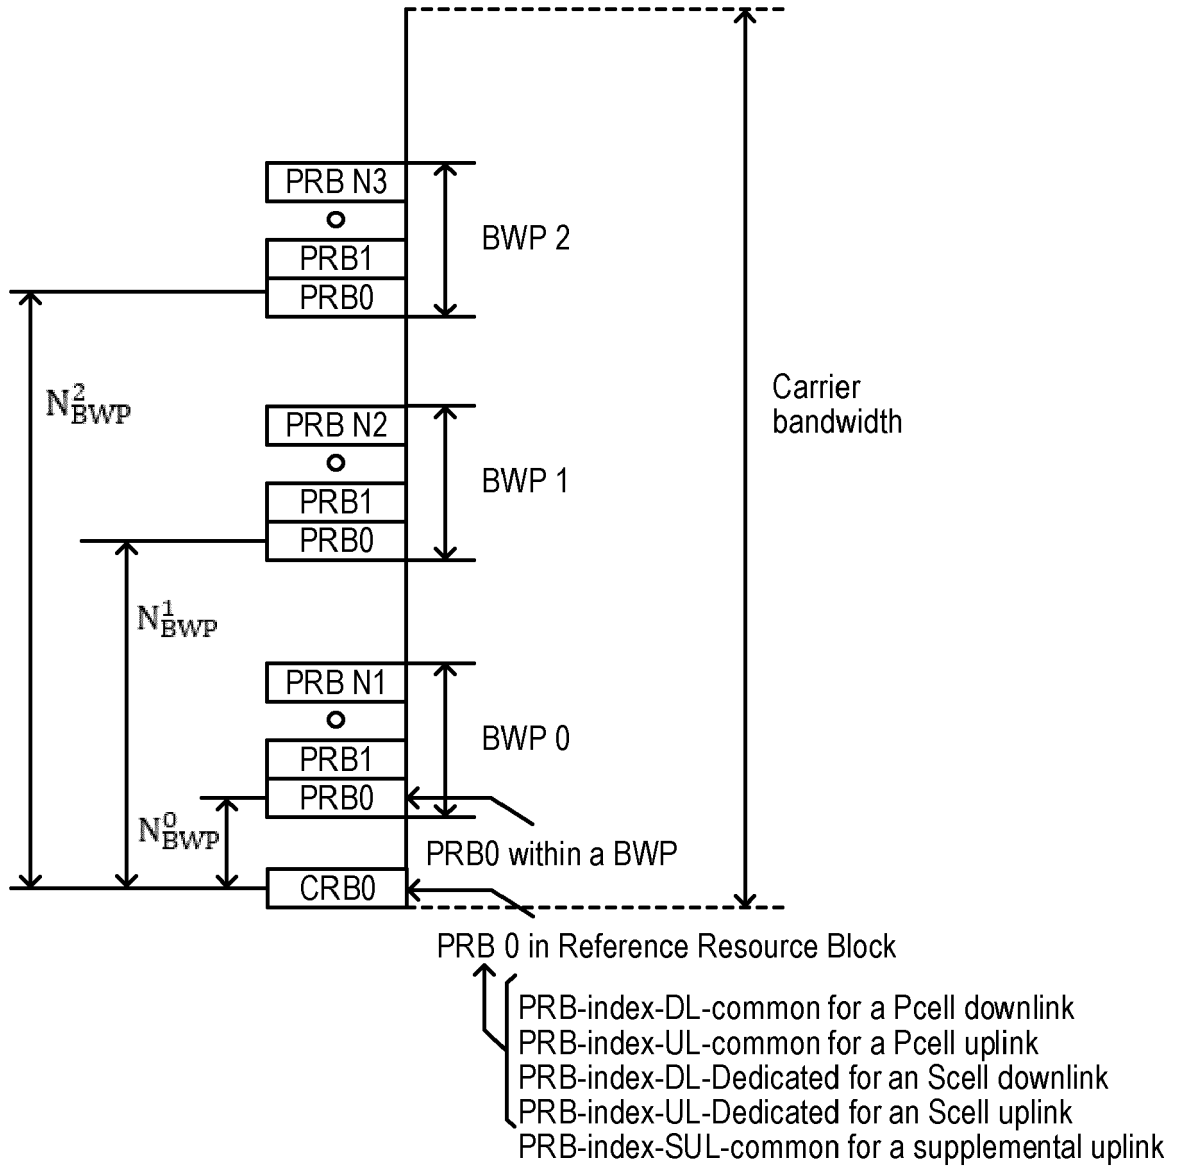 PRB N3
PRB1
PRB0
BWP 2
N²_BWP
Carrier
bandwidth
PRB N2
PRB1
PRB0
BWP 1
N¹_BWP
PRB N1
PRB1
PRB0
BWP 0
N⁰_BWP
PRB0 within a BWP
CRB0
PRB 0 in Reference Resource Block
PRB-index-DL-common for a Pcell downlink
PRB-index-UL-common for a Pcell uplink
PRB-index-DL-Dedicated for an Scell downlink
PRB-index-UL-Dedicated for an Scell uplink
PRB-index-SUL-common for a supplemental uplink